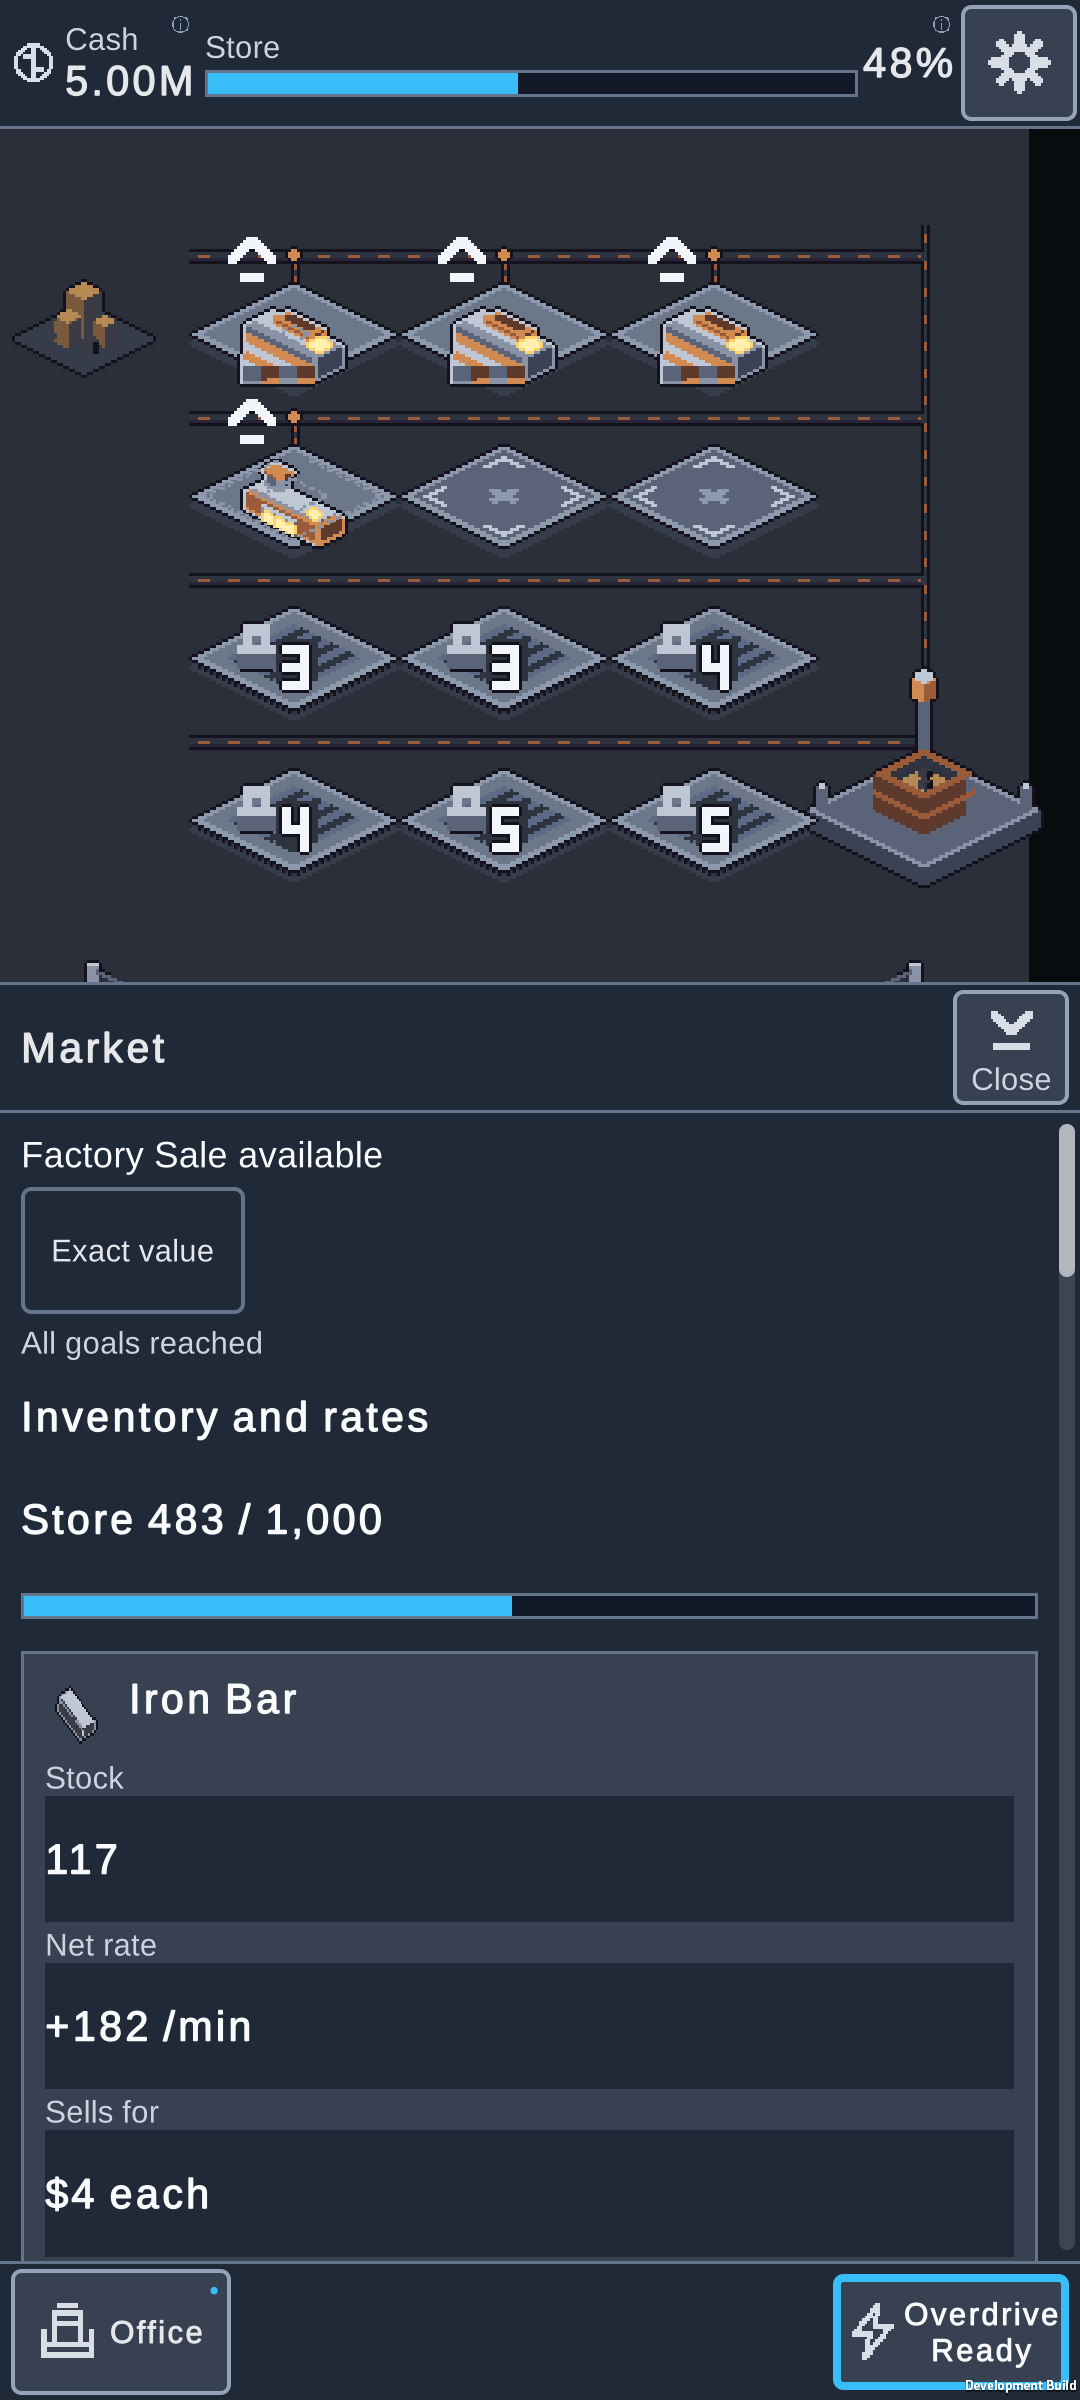 Cash
5.00M
Store
48%
3
3
4
4
5
5
Market
Close
Factory Sale available
Exact value
All goals reached
Inventory and rates
Store 483 / 1,000
Iron Bar
Stock
117
Net rate
+182 /min
Sells for
$4 each
Office
Overdrive
Ready
Development Build